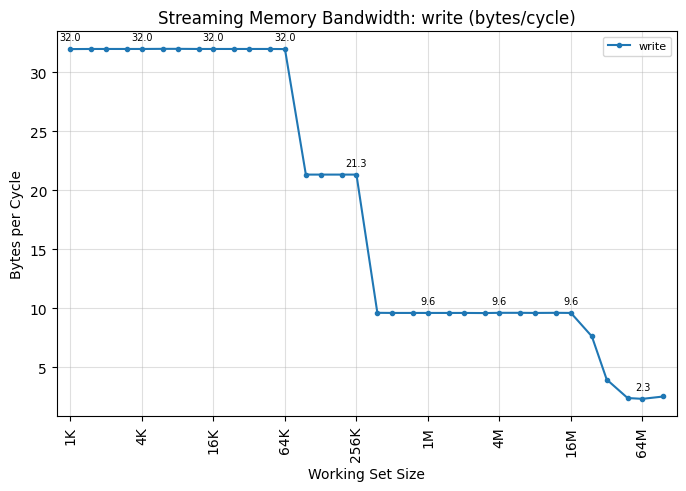 Streaming Memory Bandwidth: write (bytes/cycle)
32.0 32.0 32.0 32.0
write
30
25
21.3
20
15
10
9.6 9.6 9.6
5
2.3
Bytes per Cycle
1K 4K 16K 64K 256K 1M 4M 16M 64M
Working Set Size